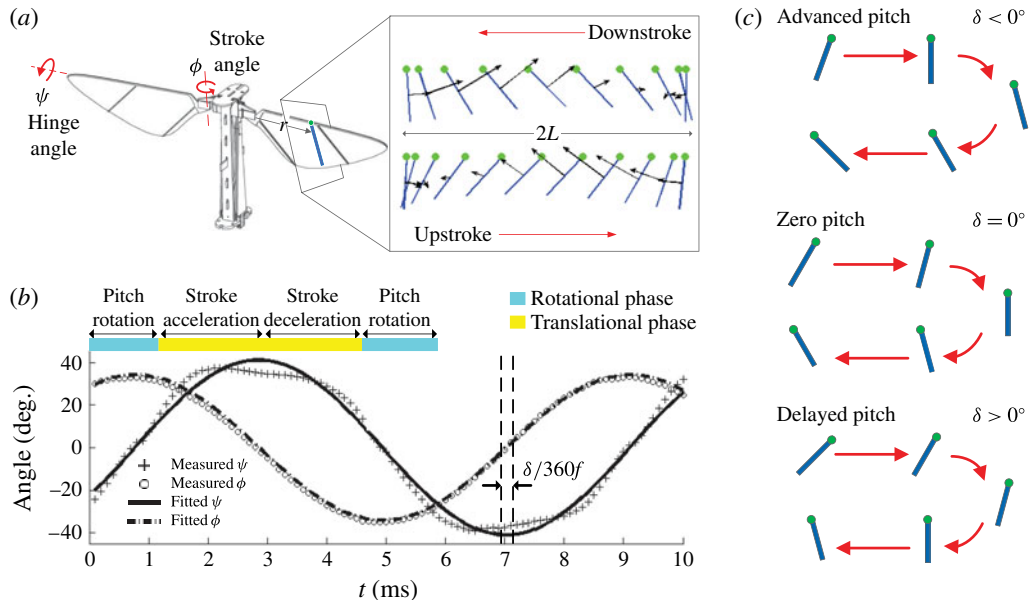 (a)
Stroke
angle
ϕ
ψ
Hinge
angle
r
Downstroke
2L
Upstroke
(b)
Pitch
rotation
Stroke
acceleration
Stroke
deceleration
Pitch
rotation
Rotational phase
Translational phase
Angle (deg.)
40
20
0
−20
−40
Measured ψ
Measured ϕ
Fitted ψ
Fitted ϕ
δ/360f
0 1 2 3 4 5 6 7 8 9 10
t (ms)
(c)
Advanced pitch δ < 0°
Zero pitch δ = 0°
Delayed pitch δ > 0°